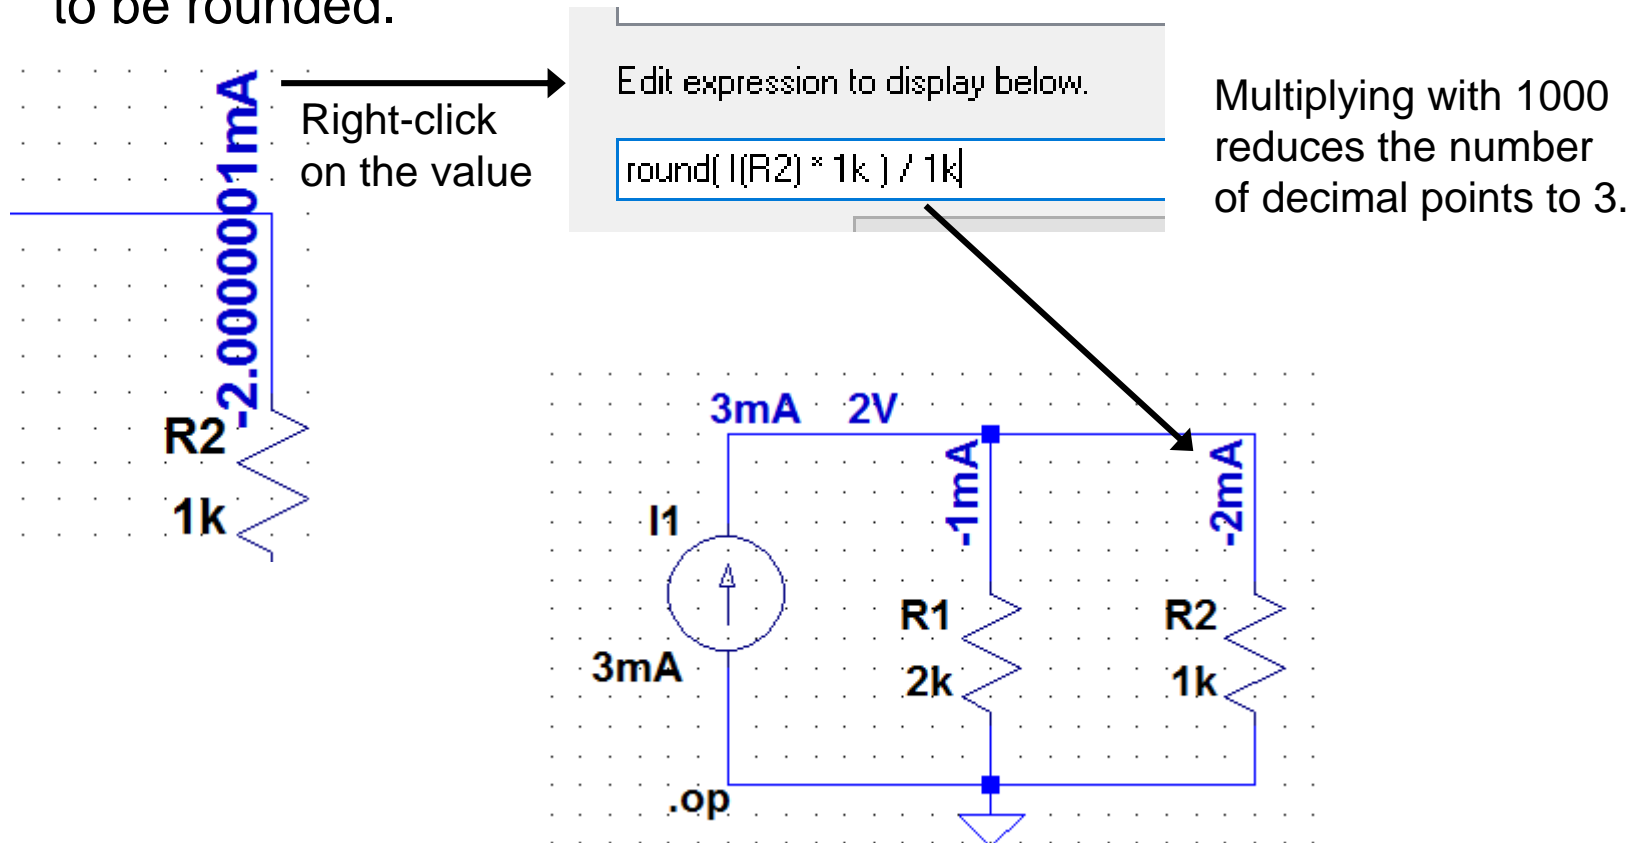 to be rounded.
-2.0000001mA
Right-click
on the value
R2
1k
Edit expression to display below.
round( I(R2) * 1k ) / 1k
Multiplying with 1000
reduces the number
of decimal points to 3.
3mA 2V
-1mA
-2mA
I1
3mA
R1
2k
R2
1k
.op